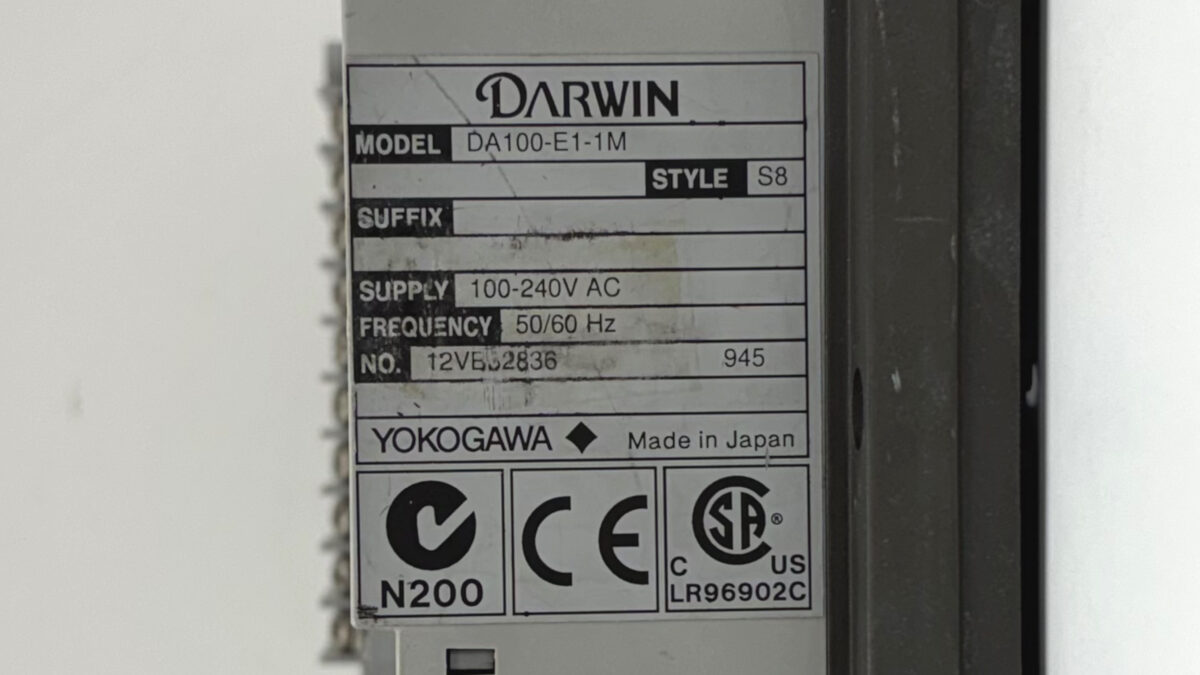 DARWIN
MODEL DA100-E1-1M
STYLE S8
SUFFIX
SUPPLY 100-240V AC
FREQUENCY 50/60 Hz
NO. 945
YOKOGAWA Made in Japan
N200
CE
SA ®
C US
LR96902C